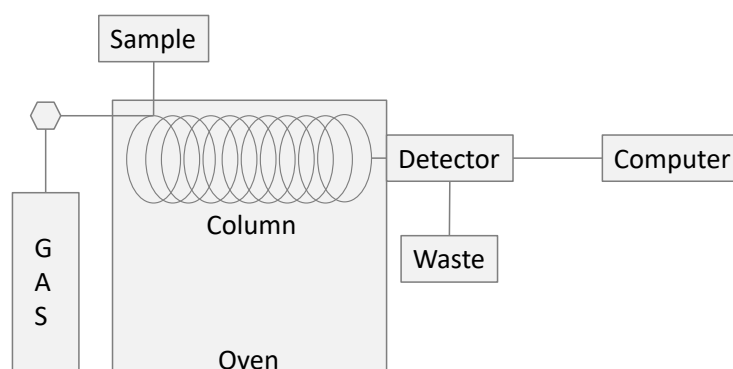 Sample
Detector
Computer
Column
Waste
G
A
S
Oven